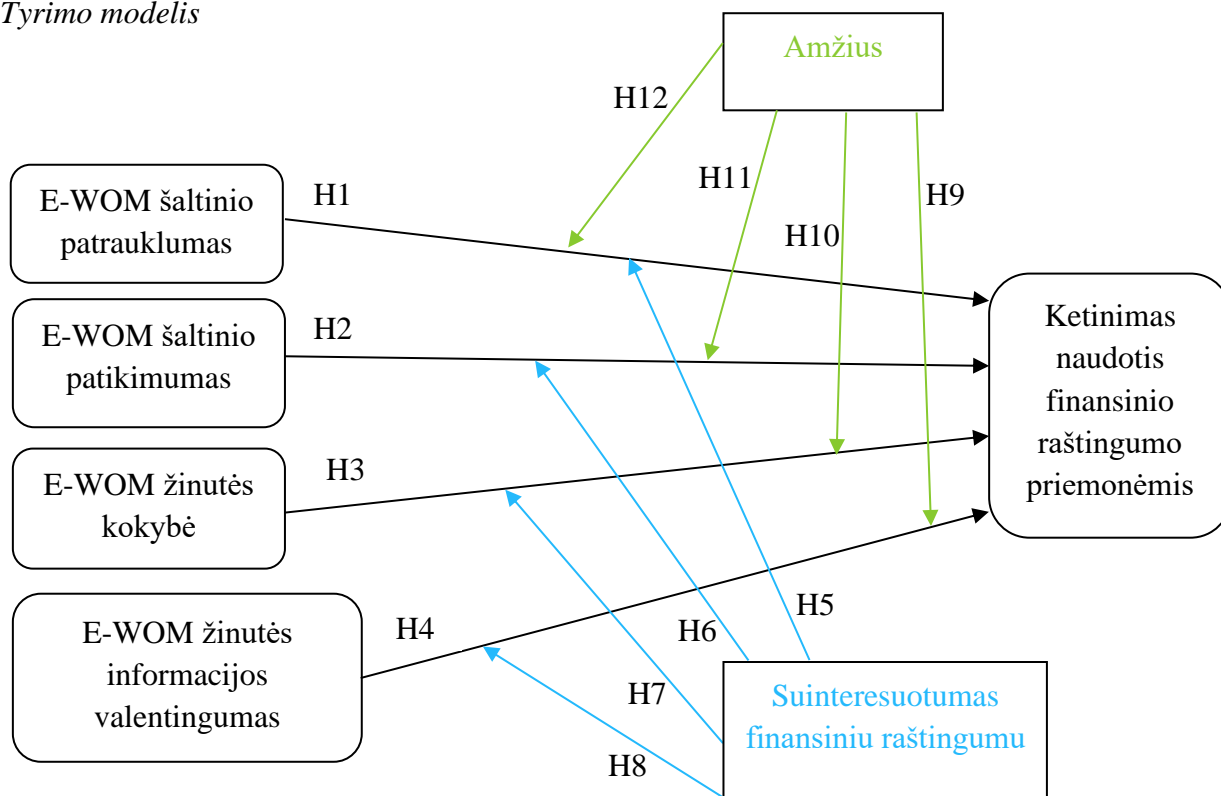 Tyrimo modelis
Amžius
H12
H11
H10
H9
E-WOM šaltinio
patrauklumas
H1
E-WOM šaltinio
patikimumas
H2
E-WOM žinutės
kokybė
H3
E-WOM žinutės
informacijos
valentingumas
H4
Ketinimas
naudotis
finansinio
raštingumo
priemonėmis
H5
H6
H7
H8
Suinteresuotumas
finansiniu raštingumu